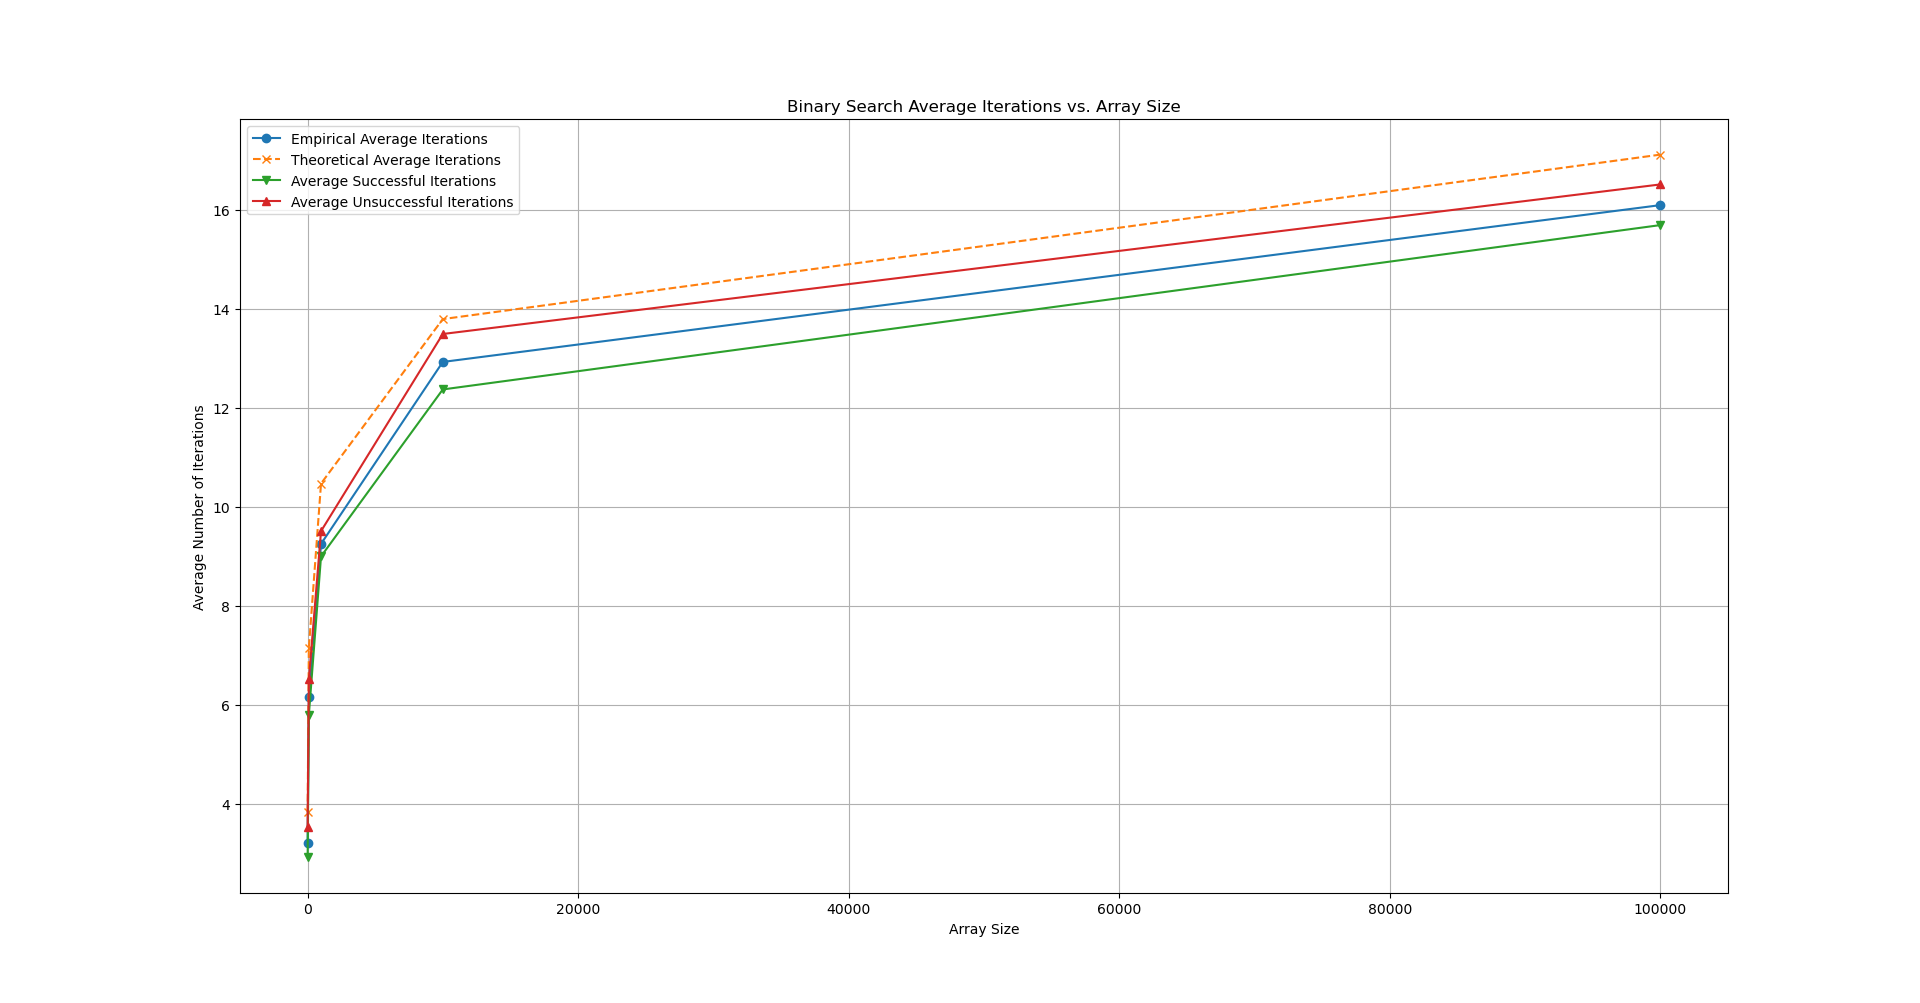 Binary Search Average Iterations vs. Array Size
Empirical Average Iterations
Theoretical Average Iterations
Average Successful Iterations
Average Unsuccessful Iterations
Average Number of Iterations
16
14
12
10
8
6
4
0
20000
40000
60000
80000
100000
Array Size